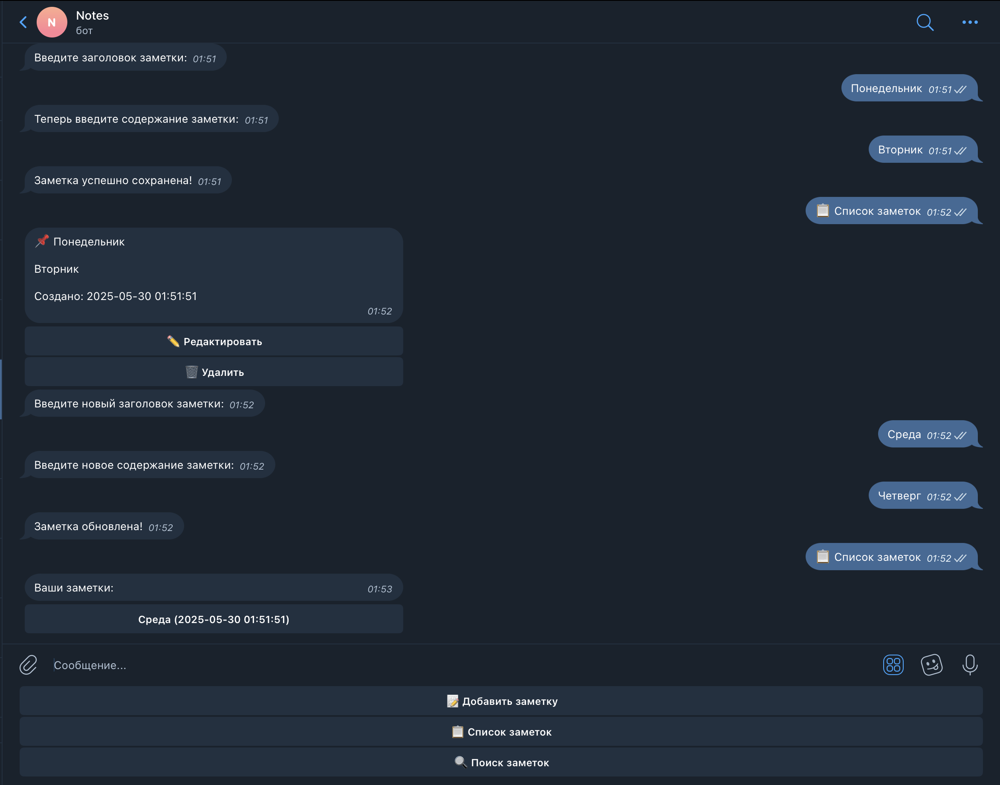 N
Notes
бот
Введите заголовок заметки: 01:51
Понедельник 01:51
Теперь введите содержание заметки: 01:51
Вторник 01:51
Заметка успешно сохранена! 01:51
📋 Список заметок 01:52
📌 Понедельник
Вторник
Создано: 2025-05-30 01:51:51
01:52
✏️ Редактировать
🗑️ Удалить
Введите новый заголовок заметки: 01:52
Среда 01:52
Введите новое содержание заметки: 01:52
Четверг 01:52
Заметка обновлена! 01:52
📋 Список заметок 01:52
Ваши заметки: 01:53
Среда (2025-05-30 01:51:51)
Сообщение...
📝 Добавить заметку
📋 Список заметок
🔍 Поиск заметок